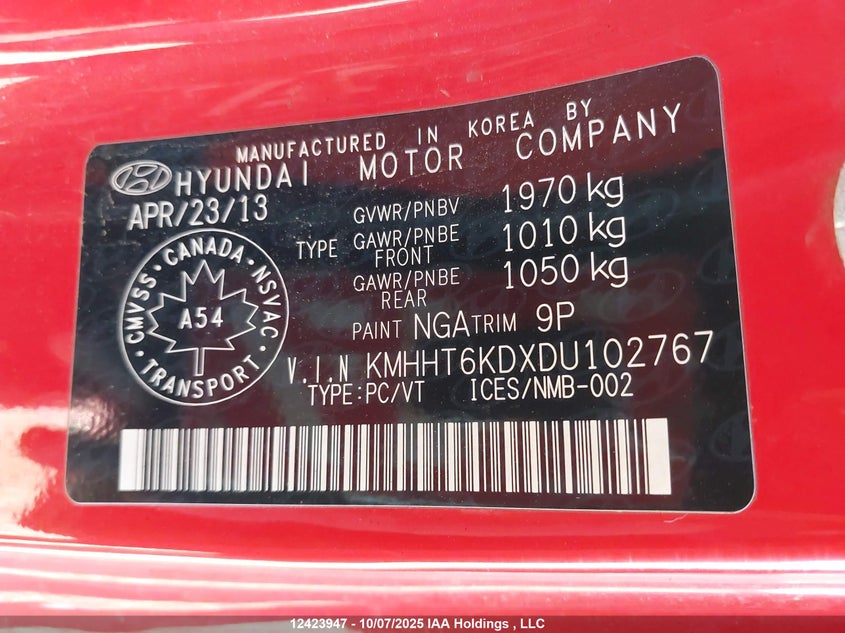 MANUFACTURED IN KOREA BY
HYUNDAI MOTOR COMPANY
APR/23/13
GVWR/PNBV 1970 kg
TYPE GAWR/PNBE FRONT 1010 kg
GAWR/PNBE REAR 1050 kg
CMVSS · CANADA · NSVAC
A54
TRANSPORT
PAINT NGA TRIM 9P
V.I.N KMHHT6KDXDU102767
TYPE:PC/VT ICES/NMB-002
12423947 - 10/07/2025 IAA Holdings , LLC